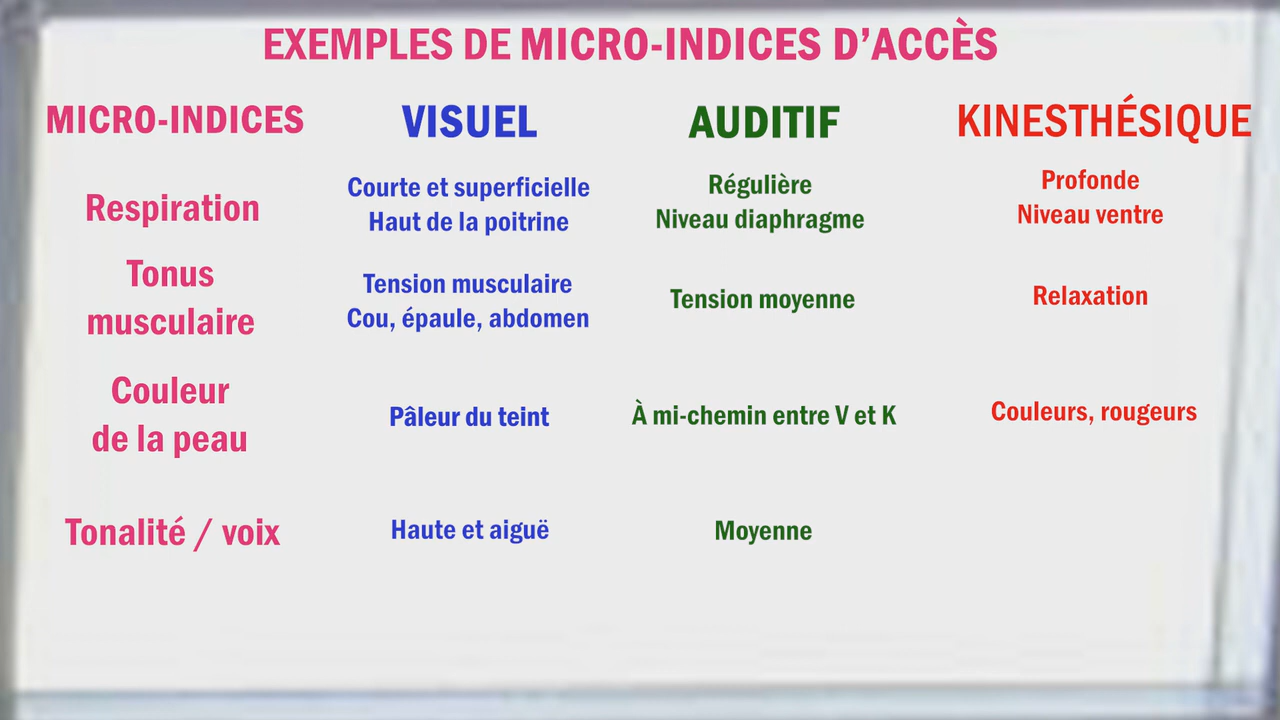 EXEMPLES DE MICRO-INDICES D’ACCÈS
MICRO-INDICES VISUEL AUDITIF KINESTHÉSIQUE
Respiration
Courte et superficielle
Haut de la poitrine
Régulière
Niveau diaphragme
Profonde
Niveau ventre
Tonus
musculaire
Tension musculaire
Cou, épaule, abdomen
Tension moyenne
Relaxation
Couleur
de la peau
Pâleur du teint
À mi-chemin entre V et K
Couleurs, rougeurs
Tonalité / voix
Haute et aiguë
Moyenne